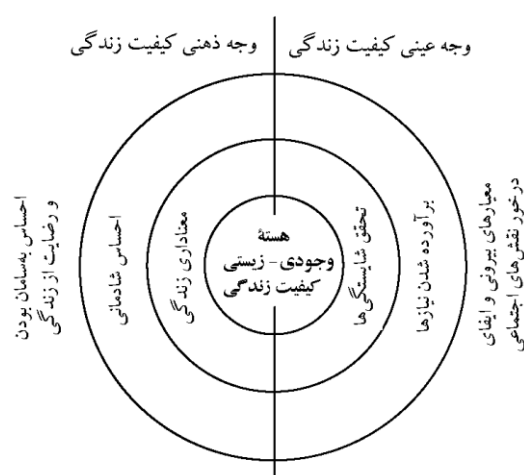 وجه عینی کیفیت زندگی
وجه ذهنی کیفیت زندگی
معیارهای بیرونی و ایفای
درخور نقش‌های اجتماعی
برآورده شدن نیازها
تحقق شایستگی‌ها
هستهٔ
وجودی - زیستی
کیفیت زندگی
معناداری زندگی
احساس شادمانی
احساس به‌سامان بودن
و رضایت از زندگی